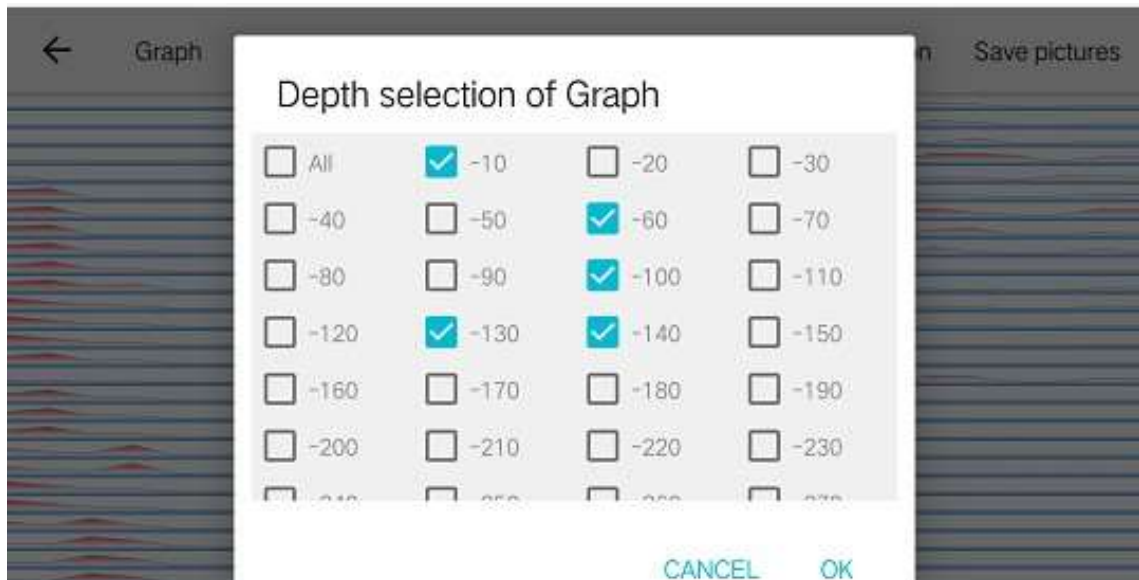 Graph
n
Save pictures
Depth selection of Graph
All -10 -20 -30
-40 -50 -60 -70
-80 -90 -100 -110
-120 -130 -140 -150
-160 -170 -180 -190
-200 -210 -220 -230
CANCEL OK